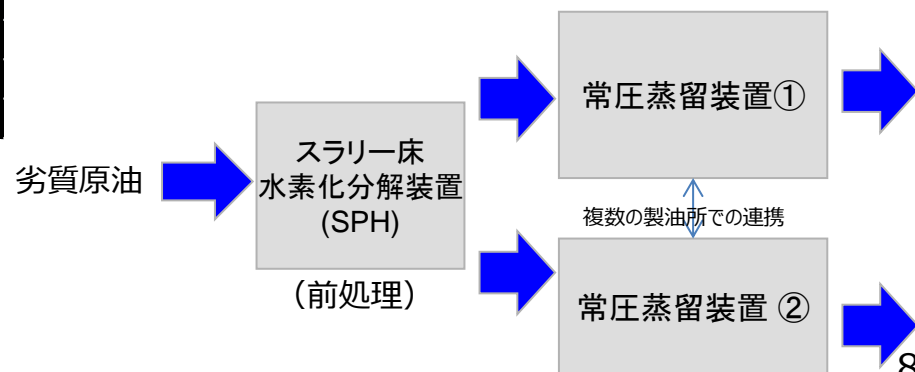 劣質原油
スラリー床
水素化分解装置
(SPH)
（前処理）
常圧蒸留装置①
複数の製油所での連携
常圧蒸留装置 ②
8